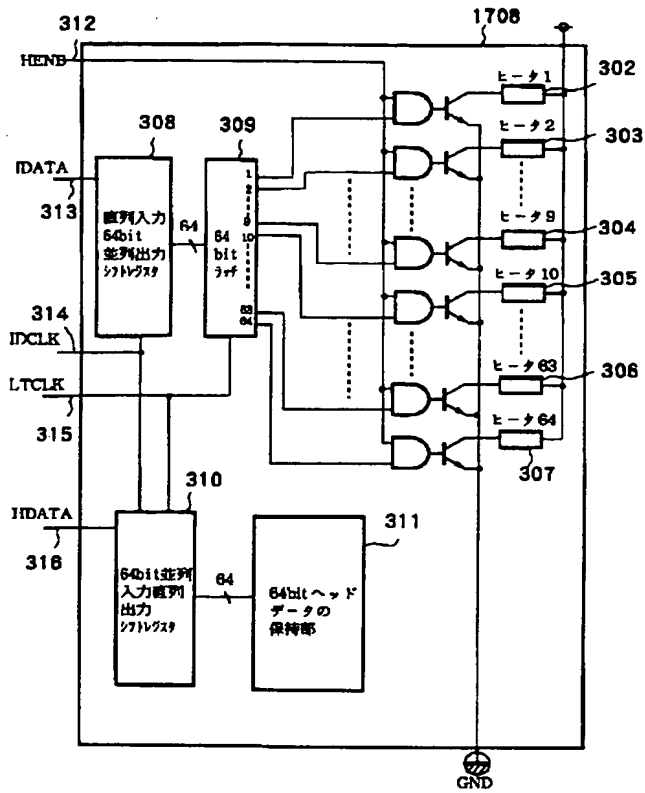 312
1708
HENB
ヒータ1
302
ヒータ2
303
308
309
IDATA
313
直列入力
64bit
並列出力
シフトレジスタ
64
64
bit
ラッチ
1
2
9
10
63
64
ヒータ9
304
ヒータ10
305
314
IDCLK
LTCLK
315
ヒータ63
306
ヒータ64
307
310
311
HDATA
316
64bit並列
入力直列
出力
シフトレジスタ
64
64bitヘッド
データの
保持部
GND